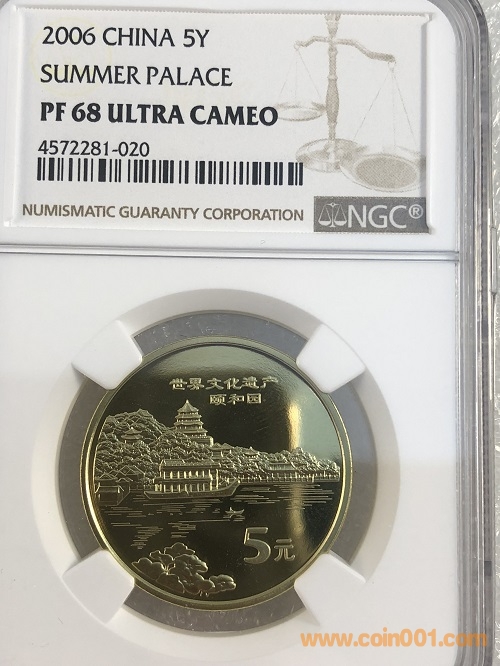 2006 CHINA 5Y
SUMMER PALACE
PF 68 ULTRA CAMEO
4572281-020
NUMISMATIC GUARANTY CORPORATION NGC®
世界文化遗产
颐和园
5元
www.coin001.com